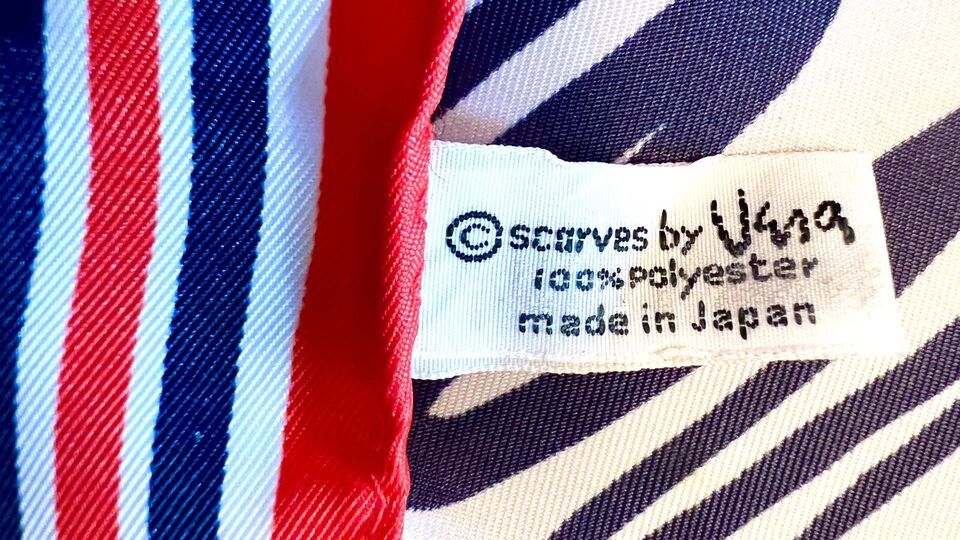 © scarves by Vera
100% polyester
made in Japan